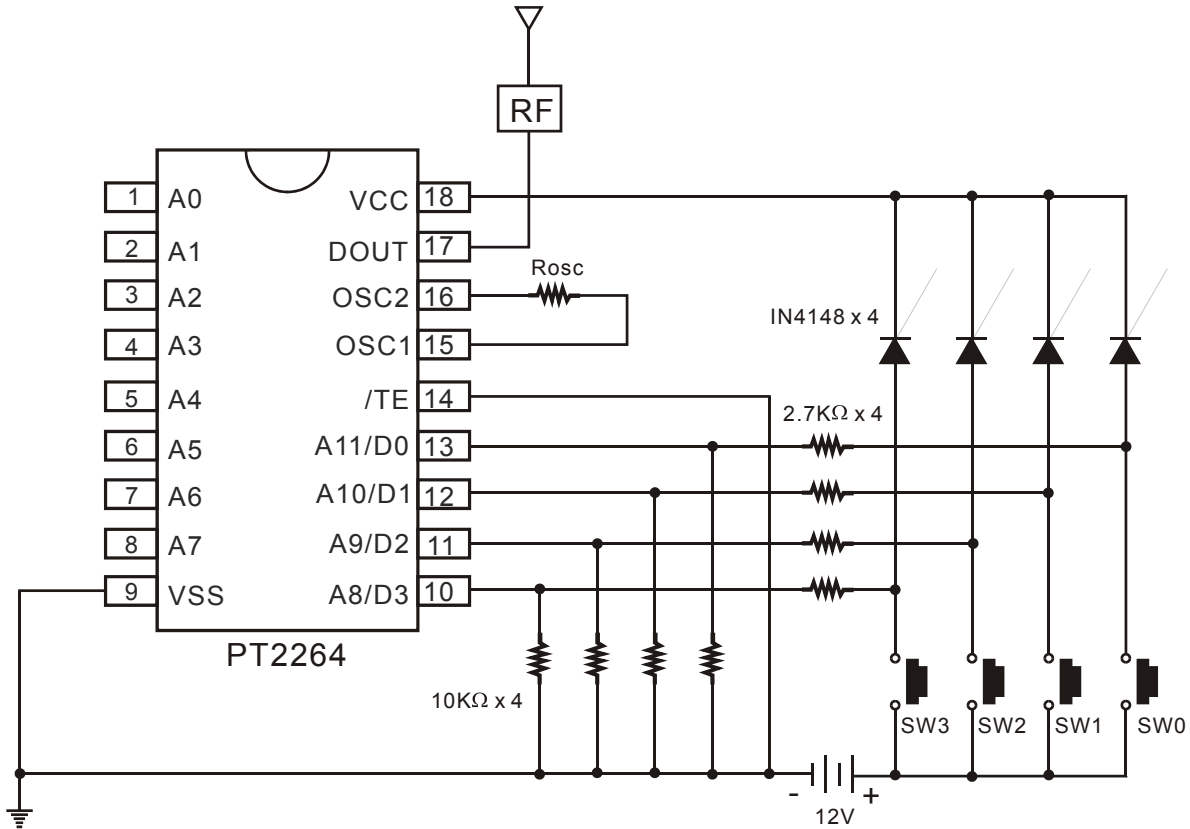 RF
1 A0
2 A1
3 A2
4 A3
5 A4
6 A5
7 A6
8 A7
9 VSS
VCC 18
DOUT 17
OSC2 16
OSC1 15
/TE 14
A11/D0 13
A10/D1 12
A9/D2 11
A8/D3 10
PT2264
Rosc
IN4148 x 4
2.7KΩ x 4
10KΩ x 4
SW3
SW2
SW1
SW0
- +
12V